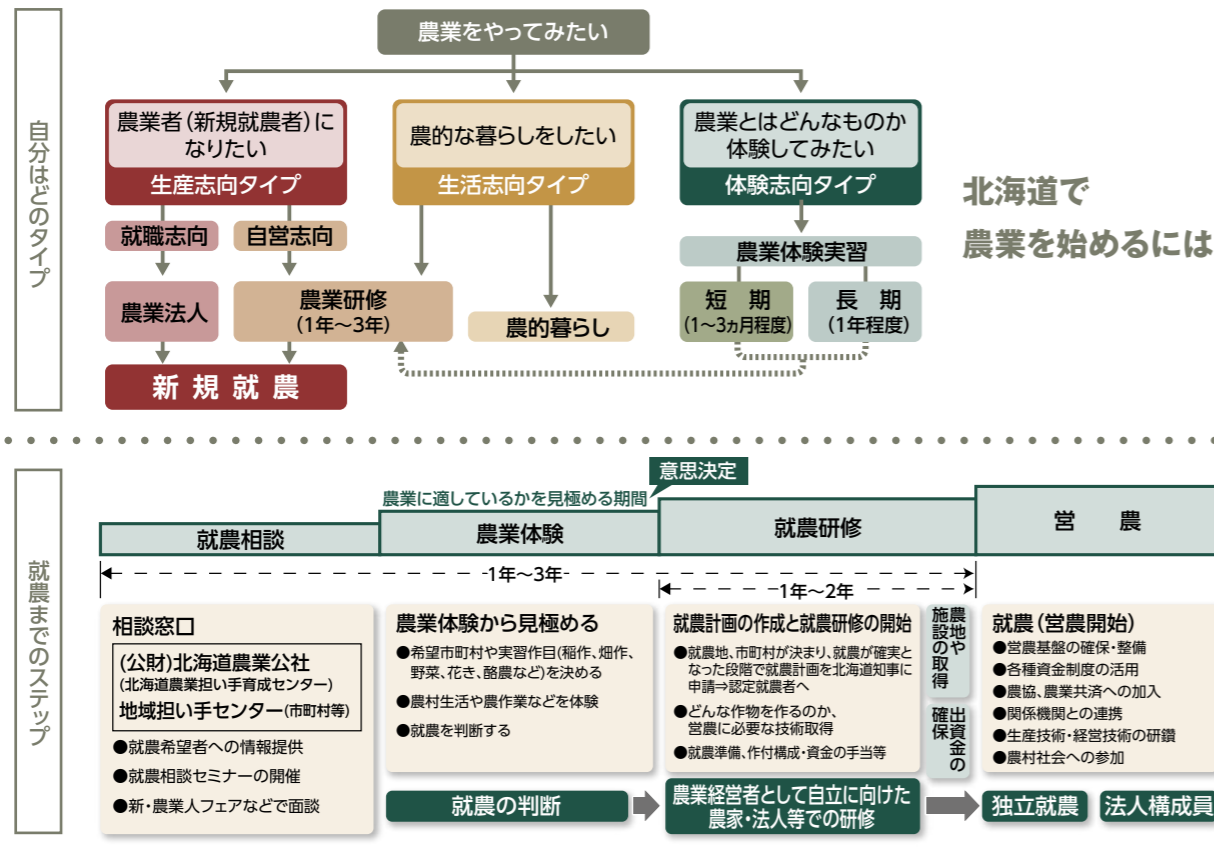 農業をやってみたい
自分はどのタイプ
農業者(新規就農者)に
なりたい
生産志向タイプ
農的な暮らしをしたい
生活志向タイプ
農業とはどんなものか
体験してみたい
体験志向タイプ
北海道で
農業を始めるには
就職志向
自営志向
農業体験実習
農業法人
農業研修
(1年～3年)
農的暮らし
短 期
(1～3ヵ月程度)
長 期
(1年程度)
新規就農
就農までのステップ
意思決定
農業に適しているかを見極める期間
就農相談
農業体験
就農研修
営 農
1年～3年
1年～2年
相談窓口
(公財)北海道農業公社
(北海道農業担い手育成センター)
地域担い手センター(市町村等)
●就農希望者への情報提供
●就農相談セミナーの開催
●新・農業人フェアなどで面談
農業体験から見極める
●希望市町村や実習作目(稲作、畑作、
野菜、花き、酪農など)を決める
●農村生活や農作業などを体験
●就農を判断する
就農の判断
就農計画の作成と就農研修の開始
●就農地、市町村が決まり、就農が確実と
なった段階で就農計画を北海道知事に
申請⇒認定就農者へ
●どんな作物を作るのか、
営農に必要な技術取得
●就農準備、作付構成・資金の手当等
農業経営者として自立に向けた
農家・法人等での研修
農地や
施設の取得
出資金の
確保
就農(営農開始)
●営農基盤の確保・整備
●各種資金制度の活用
●農協、農業共済への加入
●関係機関との連携
●生産技術・経営技術の研鑽
●農村社会への参加
独立就農
法人構成員